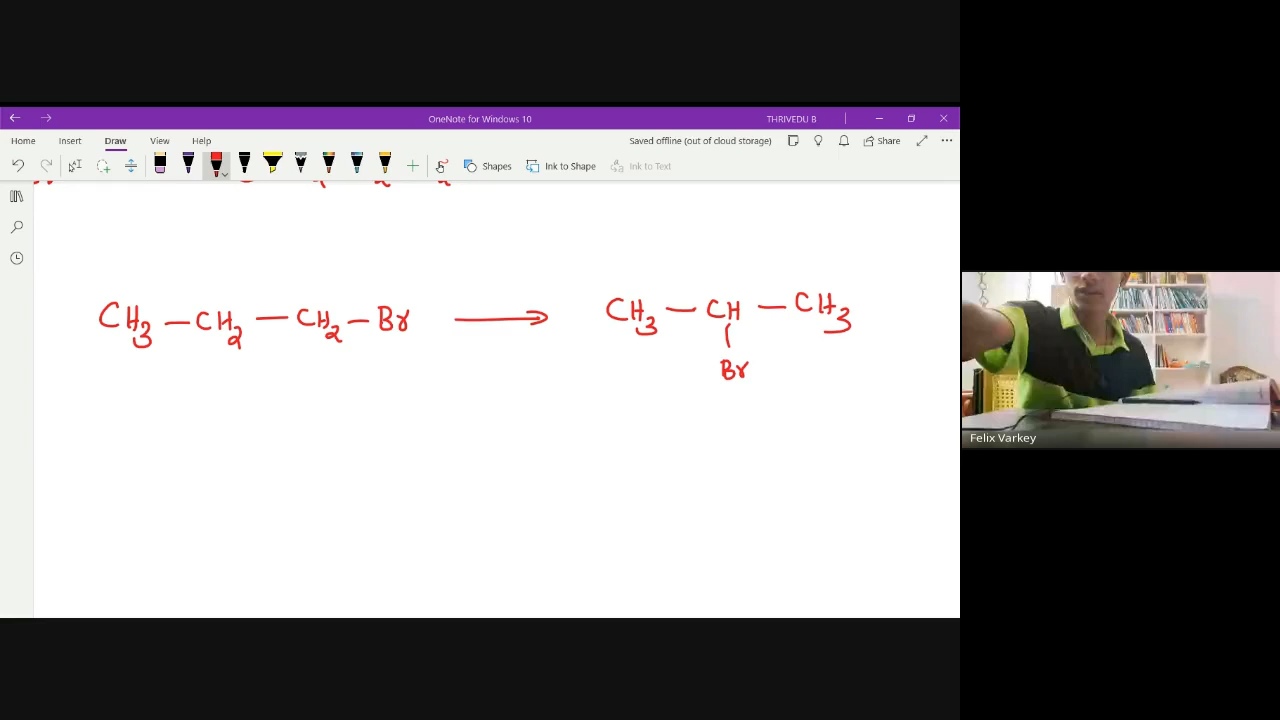 OneNote for Windows 10
THRIVEDU B
Home Insert Draw View Help
Saved offline (out of cloud storage)
Share
Shapes
Ink to Shape
Ink to Text
CH3 — CH2 — CH2 — Br ⟶ CH3 — CH — CH3
|
Br
Felix Varkey